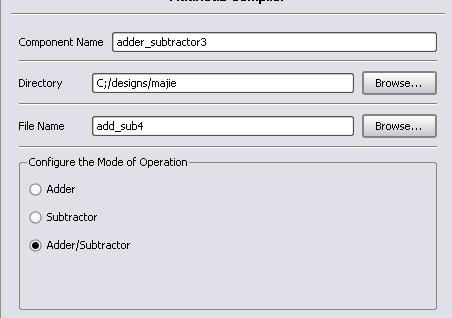 Component Name adder_subtractor3
Directory C;/designs/majie Browse...
File Name add_sub4 Browse...
Configure the Mode of Operation
Adder
Subtractor
Adder/Subtractor